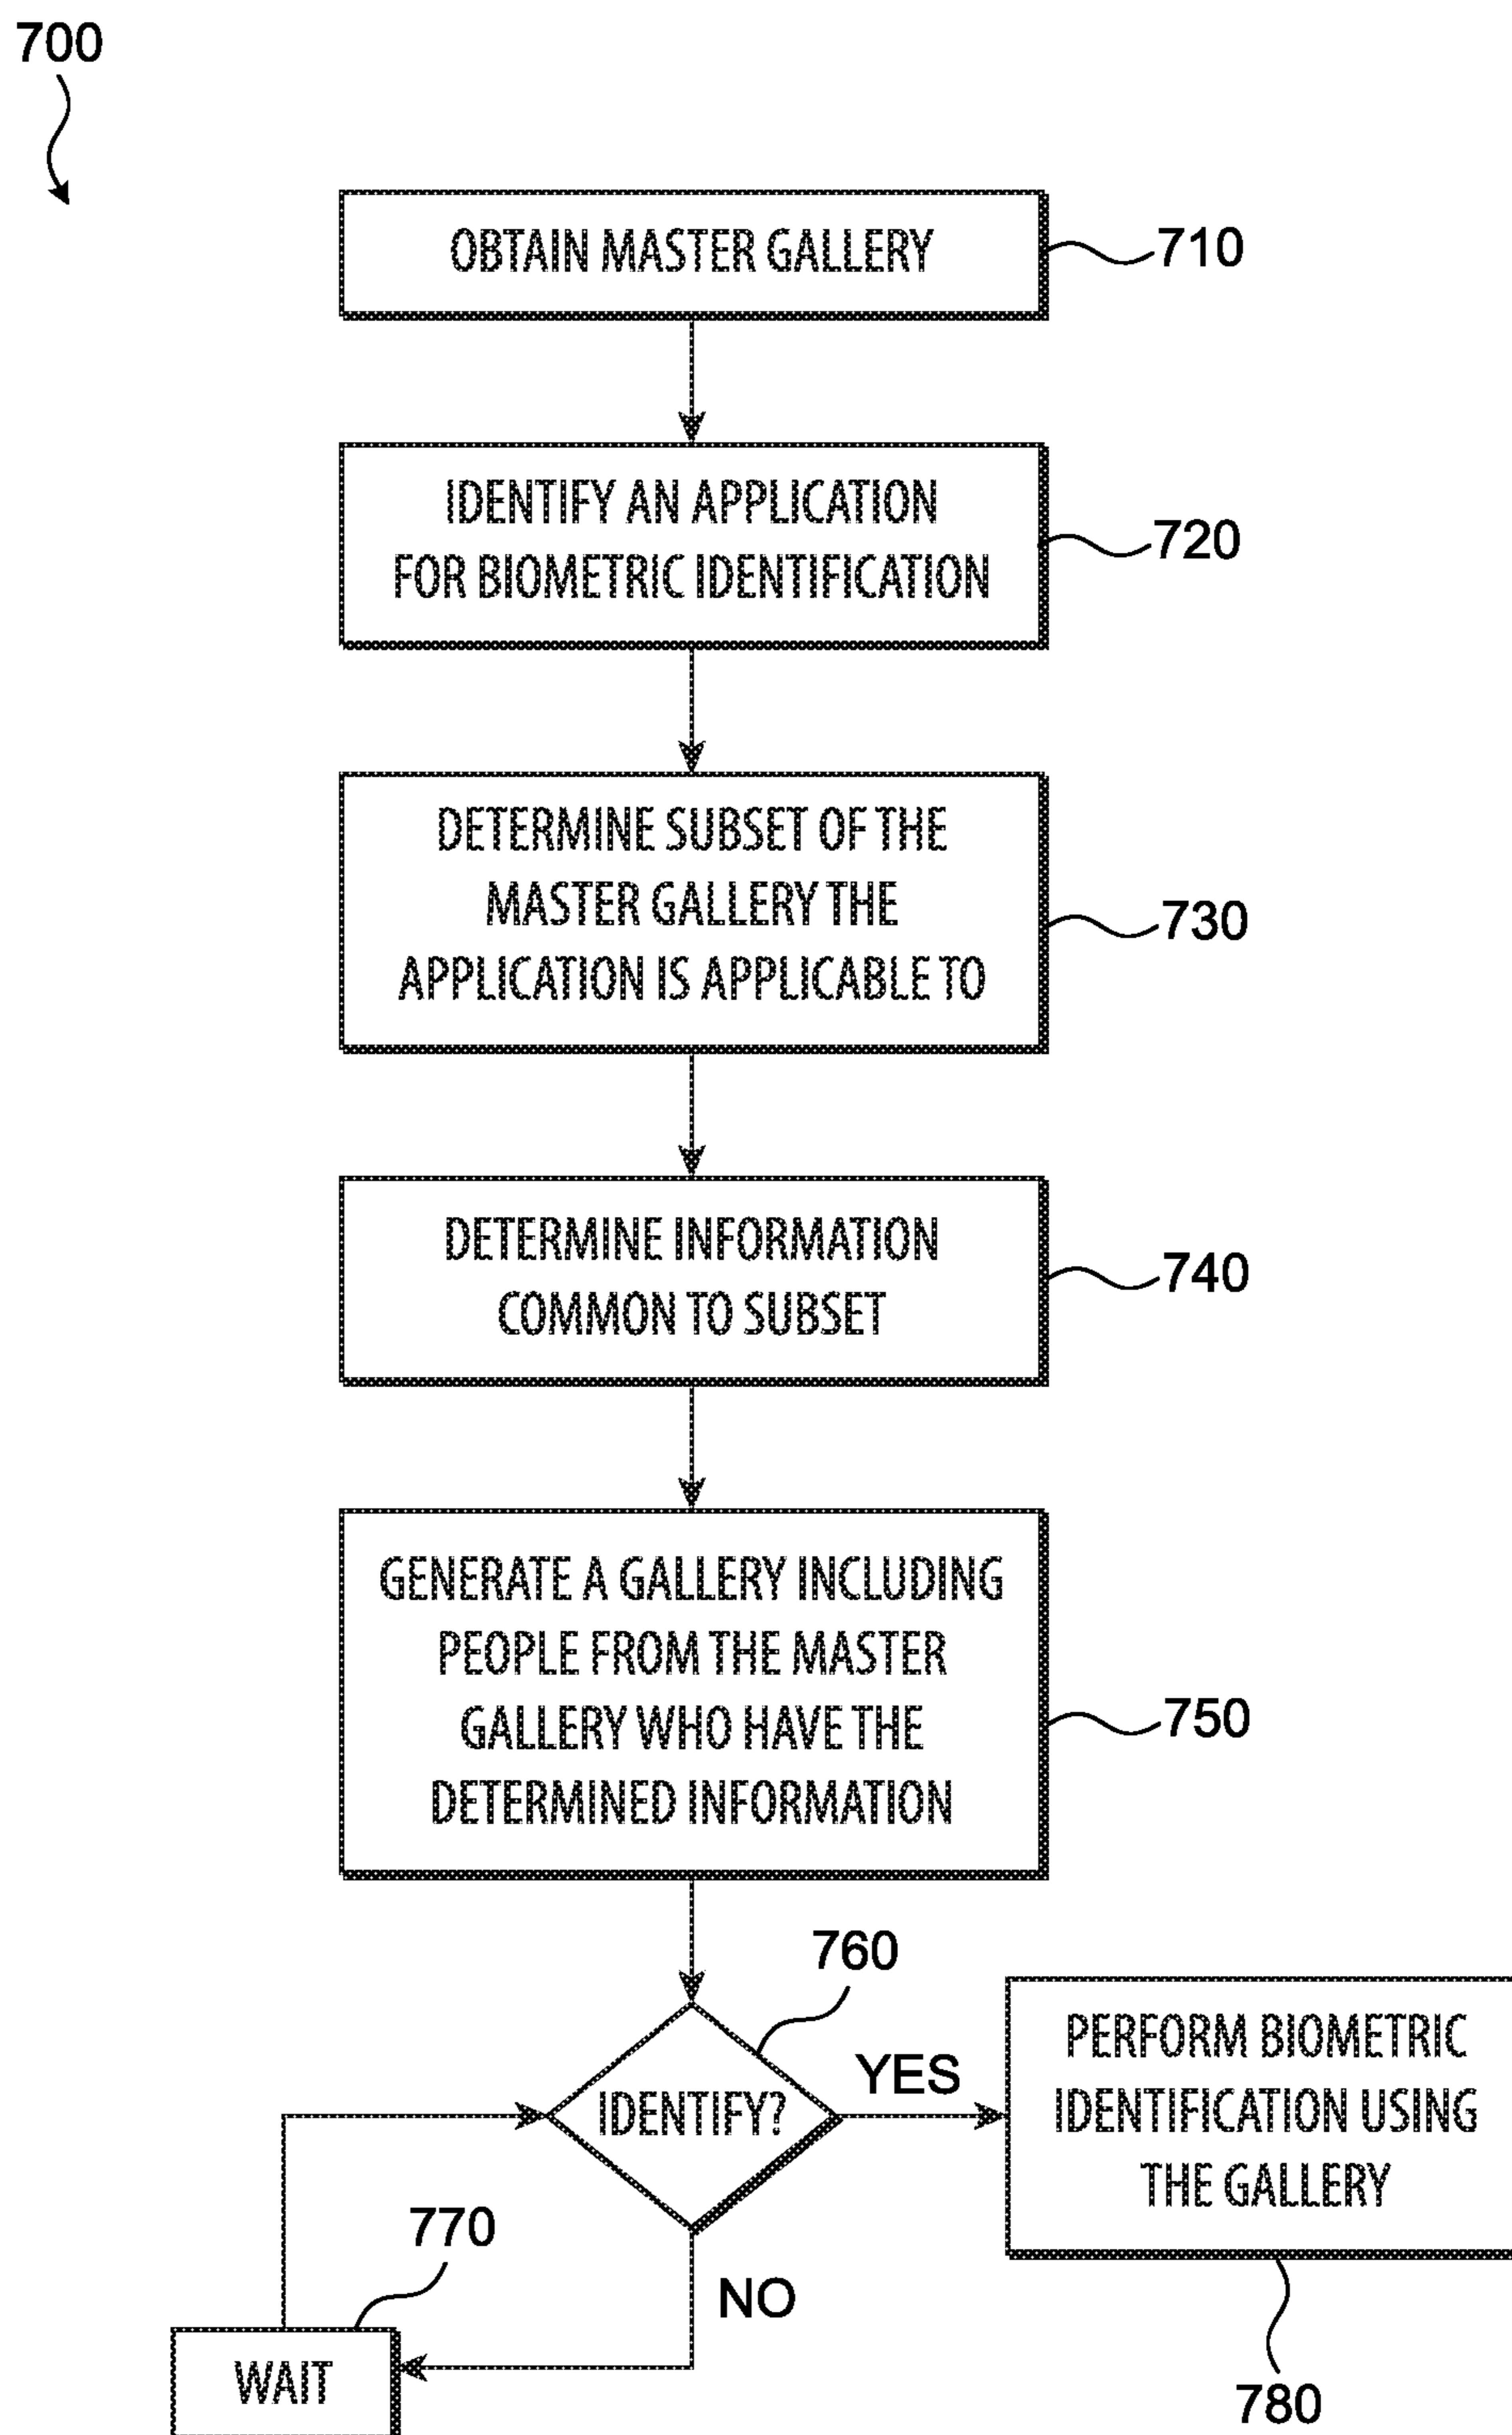 700
OBTAIN MASTER GALLERY
710
IDENTIFY AN APPLICATION
FOR BIOMETRIC IDENTIFICATION
720
DETERMINE SUBSET OF THE
MASTER GALLERY THE
APPLICATION IS APPLICABLE TO
730
DETERMINE INFORMATION
COMMON TO SUBSET
740
GENERATE A GALLERY INCLUDING
PEOPLE FROM THE MASTER
GALLERY WHO HAVE THE
DETERMINED INFORMATION
750
760
IDENTIFY?
YES
PERFORM BIOMETRIC
IDENTIFICATION USING
THE GALLERY
770
NO
WAIT
780